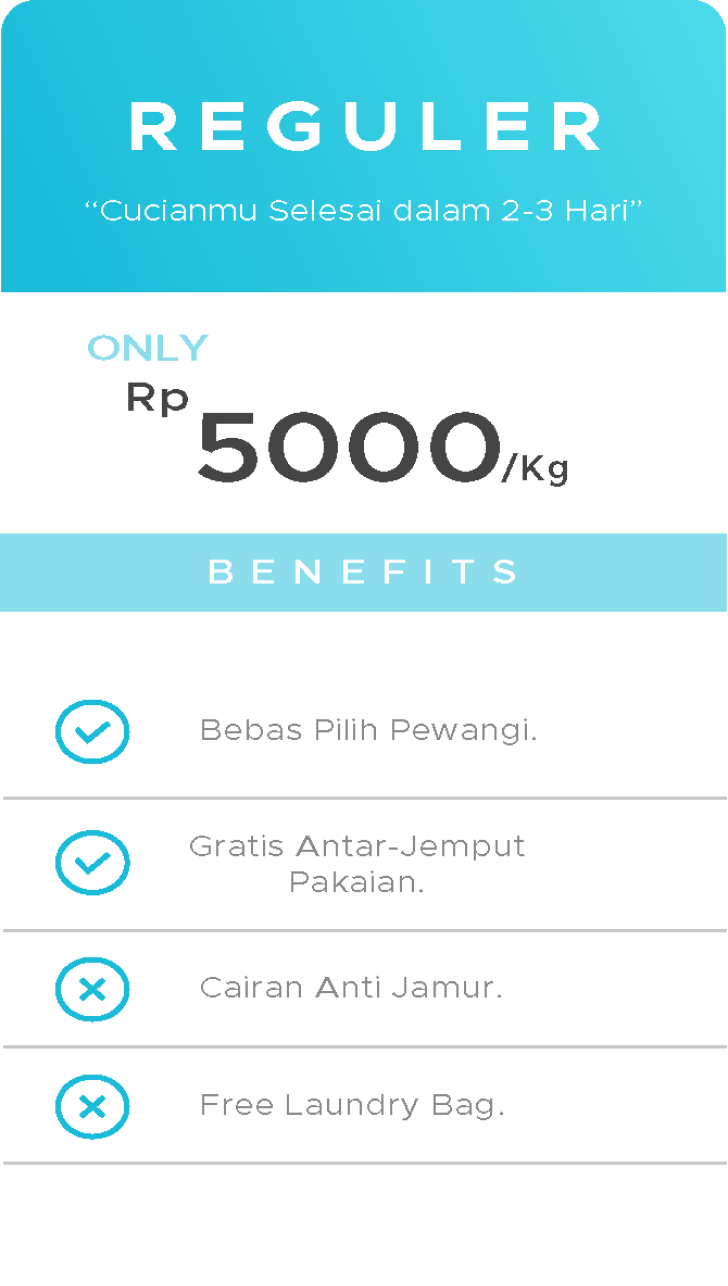 REGULER
“Cucianmu Selesai dalam 2-3 Hari”
ONLY
Rp
5000/Kg
BENEFITS
Bebas Pilih Pewangi.
Gratis Antar-Jemput
Pakaian.
Cairan Anti Jamur.
Free Laundry Bag.